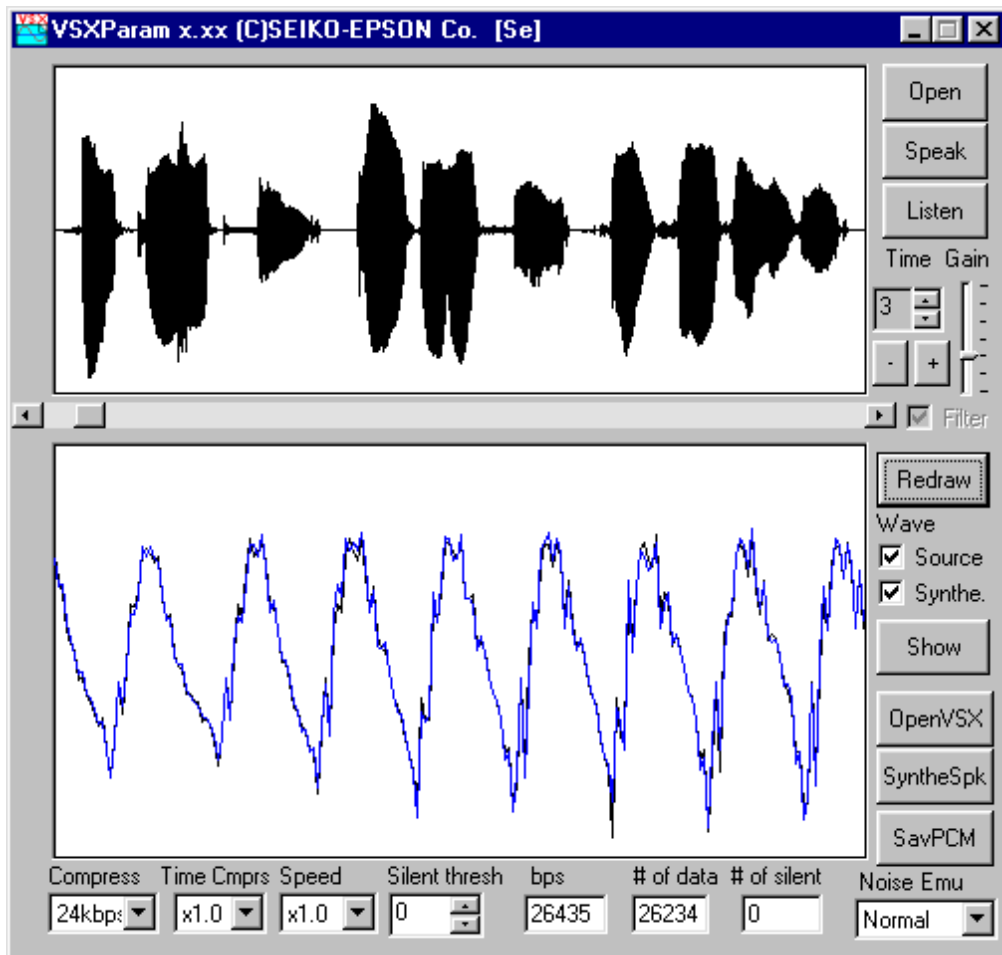 VSX
VSXParam x.xx (C)SEIKO-EPSON Co. [Se]
Open
Speak
Listen
Time Gain
3
- +
Filter
Redraw
Wave
Source
Synthe.
Show
OpenVSX
SyntheSpk
SavPCM
Compress Time Cmprs Speed Silent thresh bps # of data # of silent Noise Emu
24kbps x1.0 x1.0 0 26435 26234 0 Normal